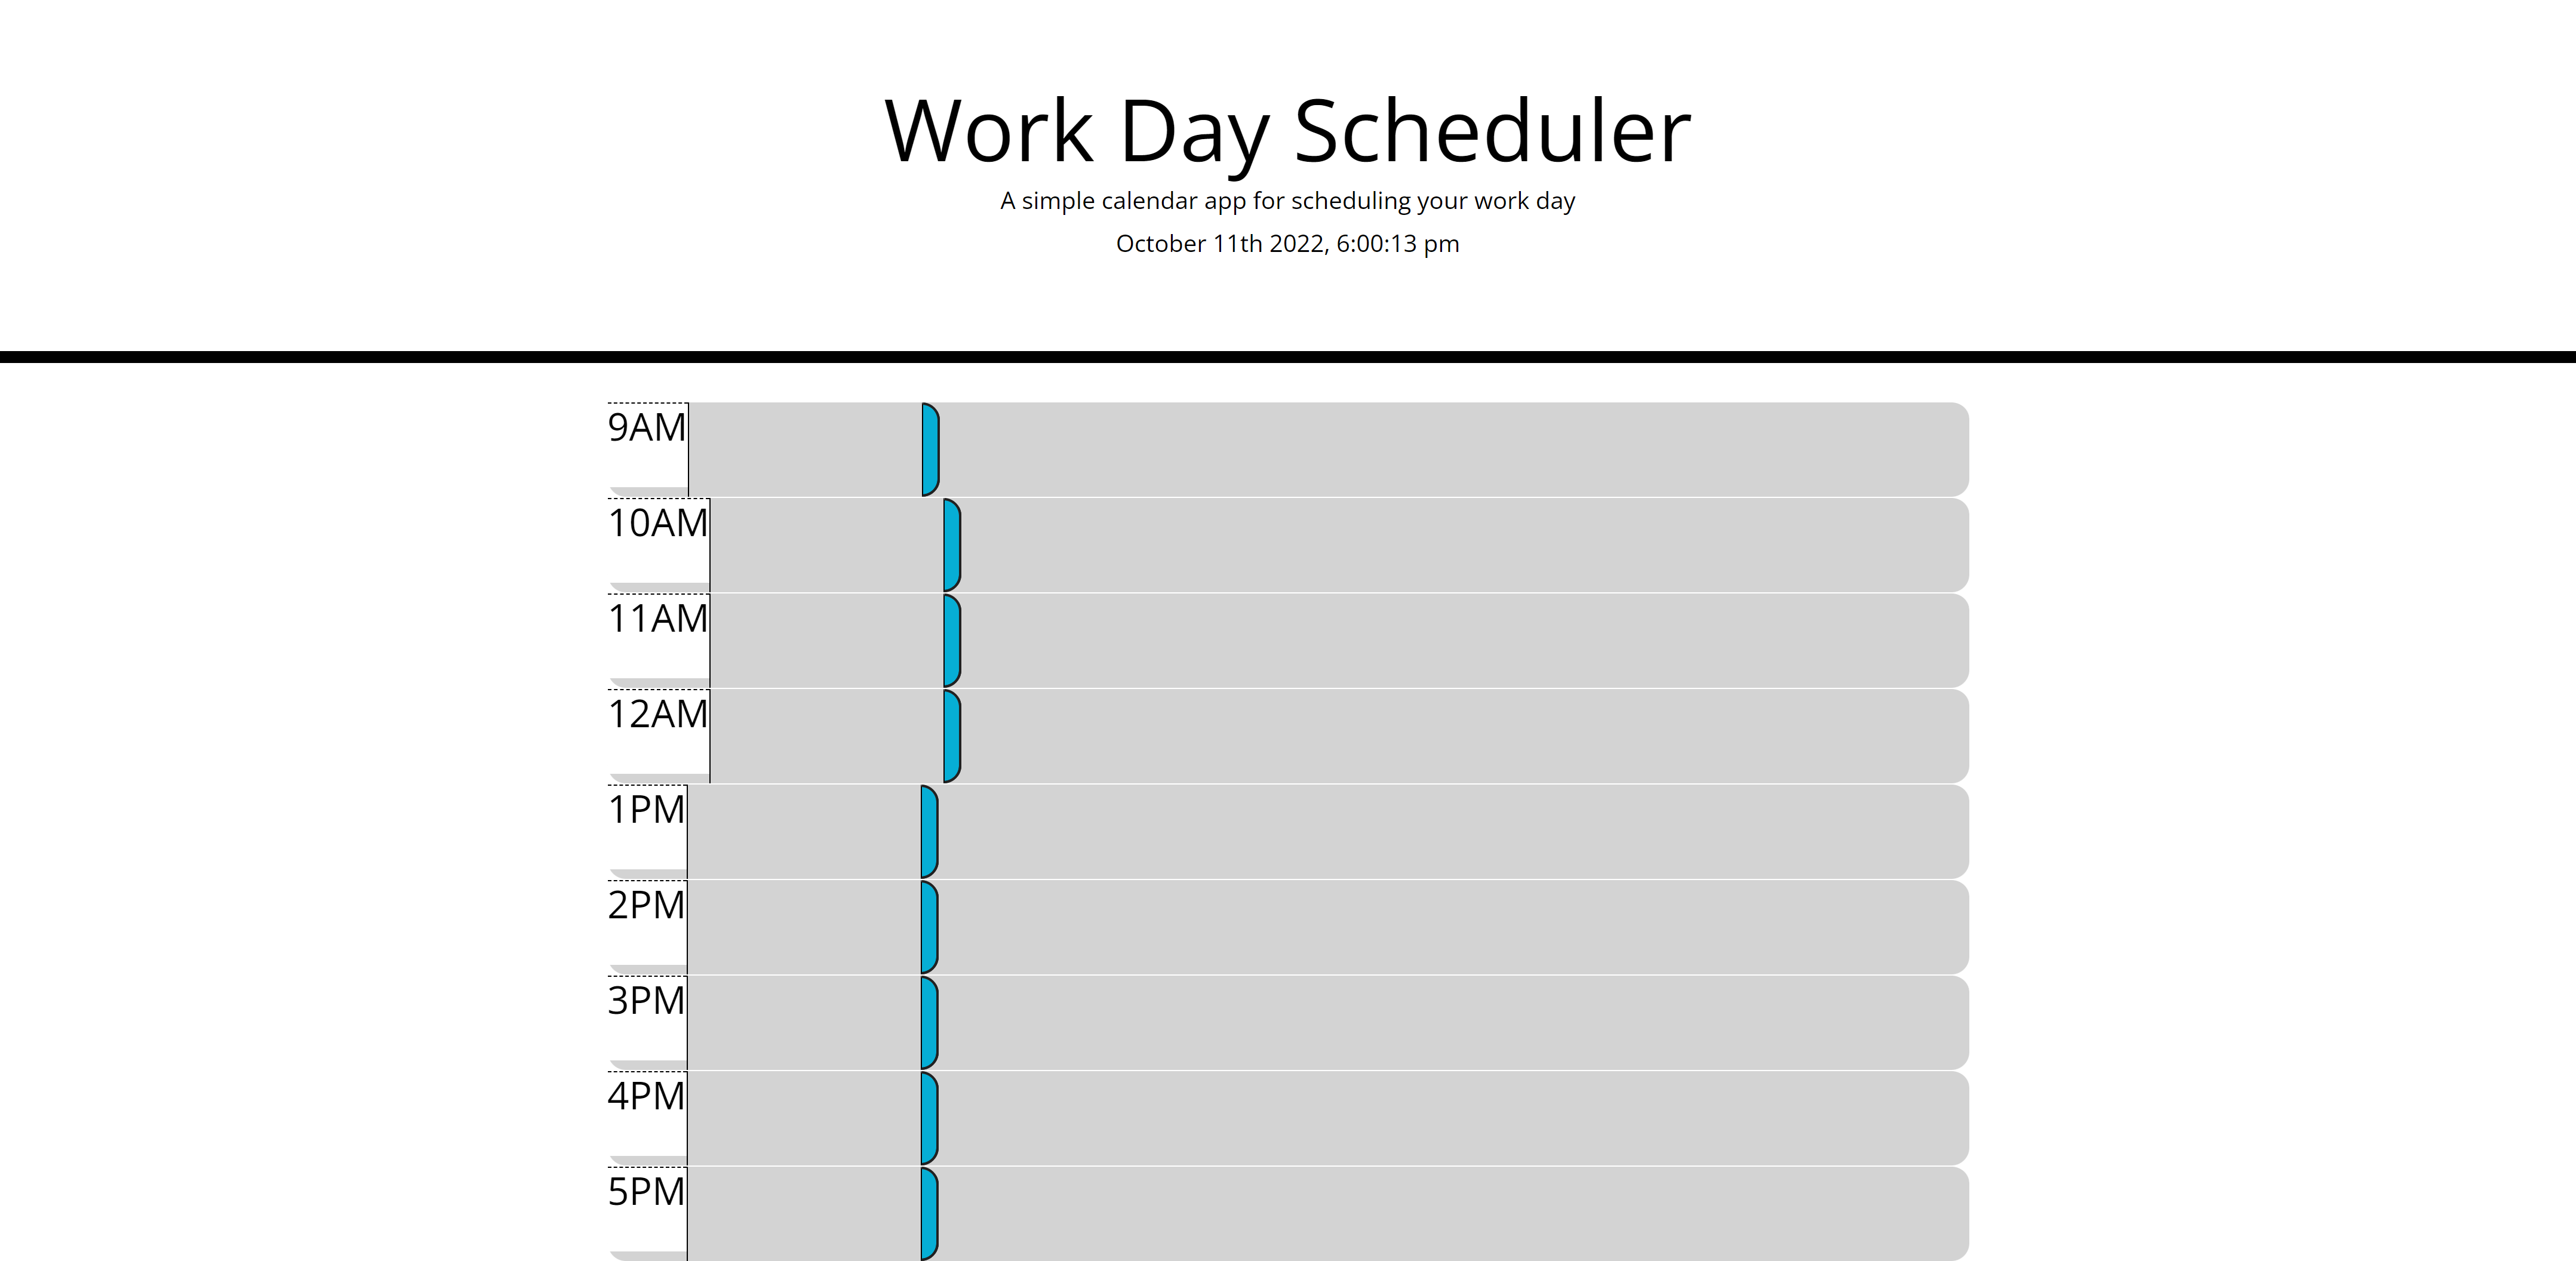 Work Day Scheduler
A simple calendar app for scheduling your work day
October 11th 2022, 6:00:13 pm
9AM
10AM
11AM
12AM
1PM
2PM
3PM
4PM
5PM